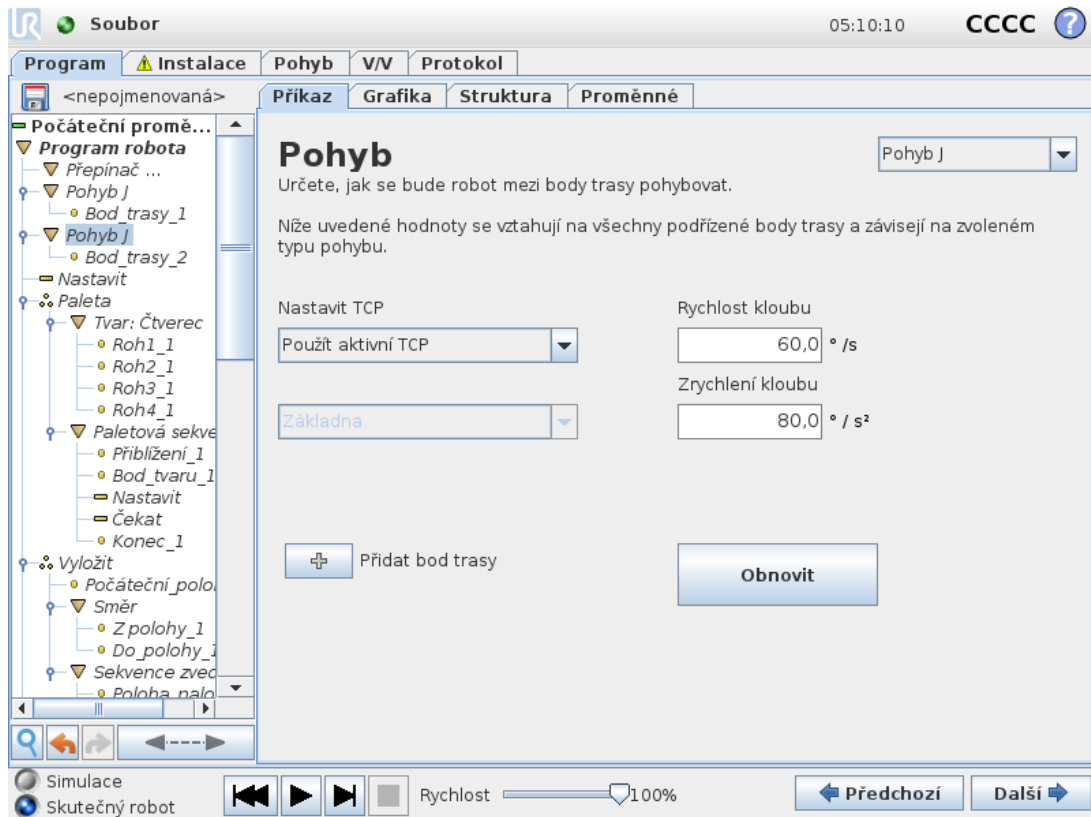 UR Soubor 05:10:10 CCCC ?
Program Instalace Pohyb V/V Protokol
<nepojmenovaná> Příkaz Grafika Struktura Proměnné
Počáteční promě...
Program robota
Přepínač ...
Pohyb J
Bod_trasy_1
Pohyb J
Bod_trasy_2
Nastavit
Paleta
Tvar: Čtverec
Roh1_1
Roh2_1
Roh3_1
Roh4_1
Paletová sekve
Přiblížení_1
Bod_tvaru_1
Nastavit
Čekat
Konec_1
Vyložit
Počáteční_polo
Směr
Z polohy_1
Do_polohy_1
Sekvence zved
Poloha_nalo
Pohyb
Pohyb J
Určete, jak se bude robot mezi body trasy pohybovat.
Níže uvedené hodnoty se vztahují na všechny podřízené body trasy a závisejí na zvoleném
typu pohybu.
Nastavit TCP
Použít aktivní TCP
Základna
Rychlost kloubu
60,0 ° /s
Zrychlení kloubu
80,0 ° / s²
Přidat bod trasy
Obnovit
Simulace
Skutečný robot
Rychlost 100%
Předchozí
Další